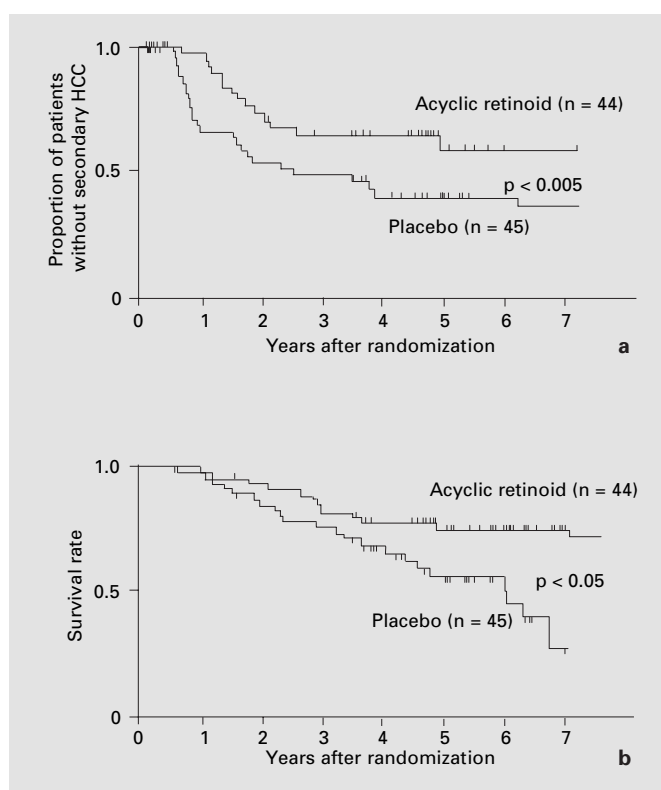 Proportion of patients
without secondary HCC
1.0
0.5
0
Acyclic retinoid (n = 44)
p < 0.005
Placebo (n = 45)
0 1 2 3 4 5 6 7
Years after randomization
a
Survival rate
1.0
0.5
0
Acyclic retinoid (n = 44)
p < 0.05
Placebo (n = 45)
0 1 2 3 4 5 6 7
Years after randomization
b